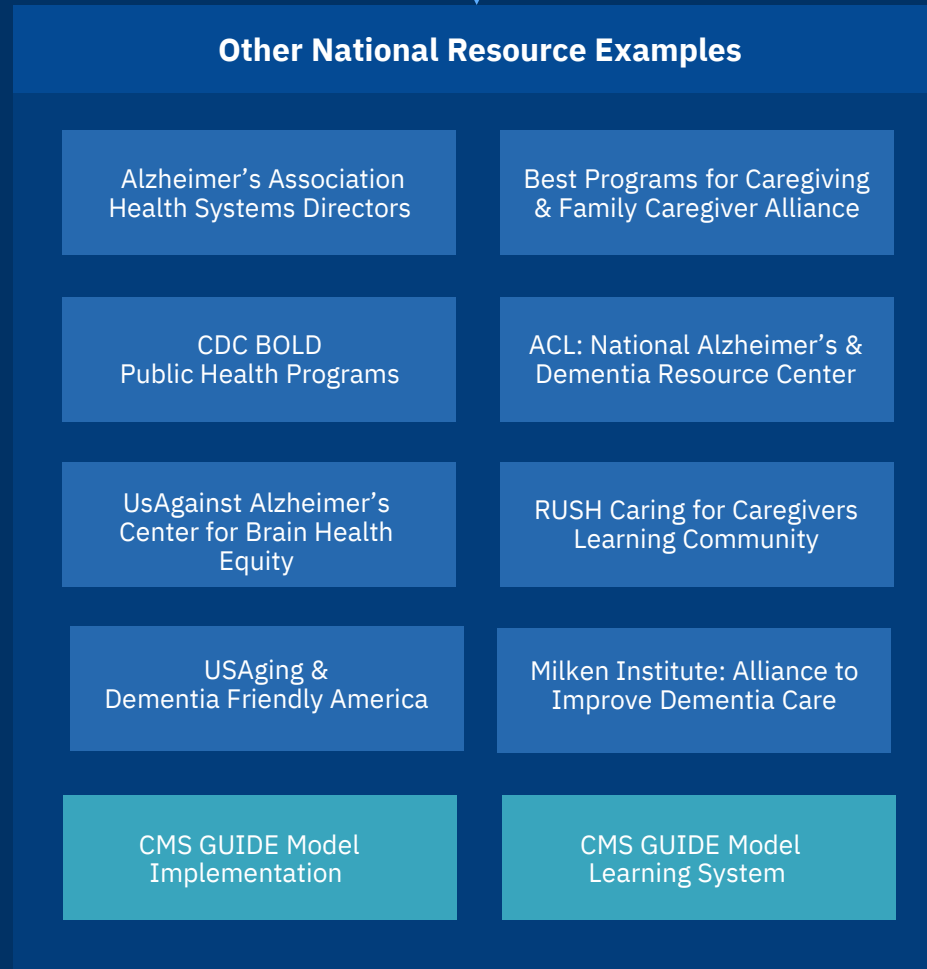 Other National Resource Examples
Alzheimer’s Association
Health Systems Directors
Best Programs for Caregiving
& Family Caregiver Alliance
CDC BOLD
Public Health Programs
ACL: National Alzheimer’s &
Dementia Resource Center
UsAgainst Alzheimer’s
Center for Brain Health
Equity
RUSH Caring for Caregivers
Learning Community
USAging &
Dementia Friendly America
Milken Institute: Alliance to
Improve Dementia Care
CMS GUIDE Model
Implementation
CMS GUIDE Model
Learning System